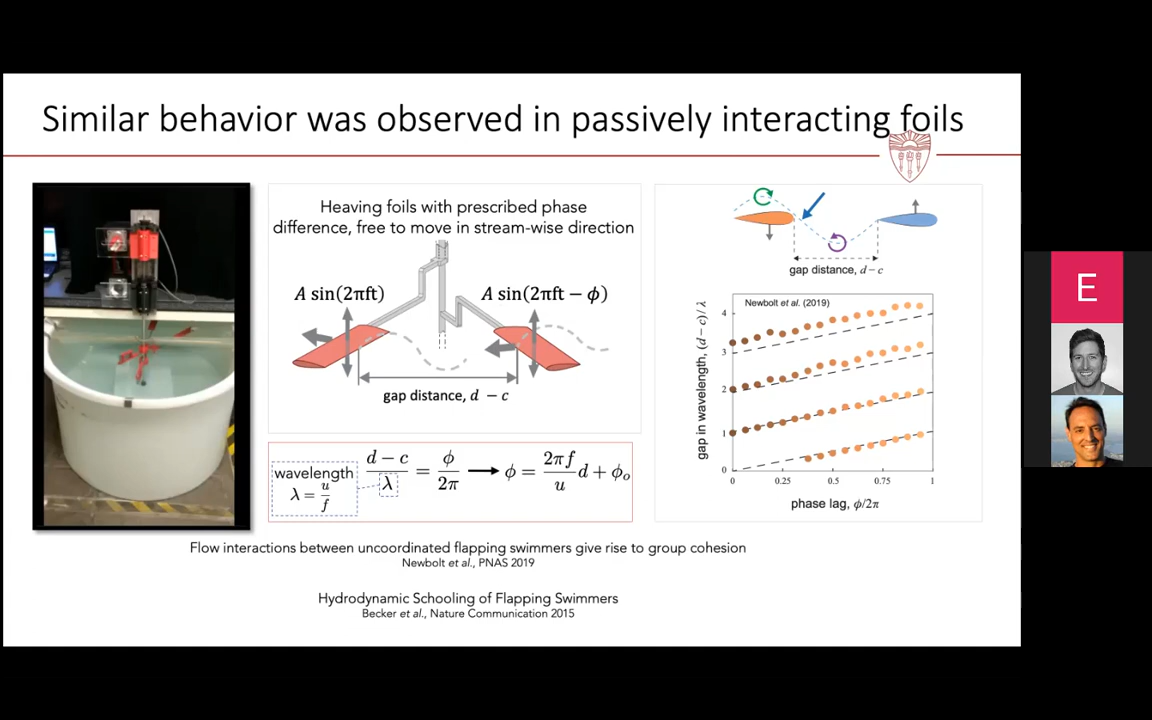 Similar behavior was observed in passively interacting foils
Heaving foils with prescribed phase
difference, free to move in stream-wise direction
A sin(2πft)
A sin(2πft − ϕ)
gap distance, d − c
wavelength
λ = u/f
(d − c)/λ = ϕ/2π → ϕ = (2πf/u)d + ϕo
gap distance, d − c
Newbolt et al. (2019)
gap in wavelength, (d − c)/λ
4
3
2
1
0
0 0.25 0.5 0.75 1
phase lag, ϕ/2π
Flow interactions between uncoordinated flapping swimmers give rise to group cohesion
Newbolt et al., PNAS 2019
Hydrodynamic Schooling of Flapping Swimmers
Becker et al., Nature Communication 2015
E